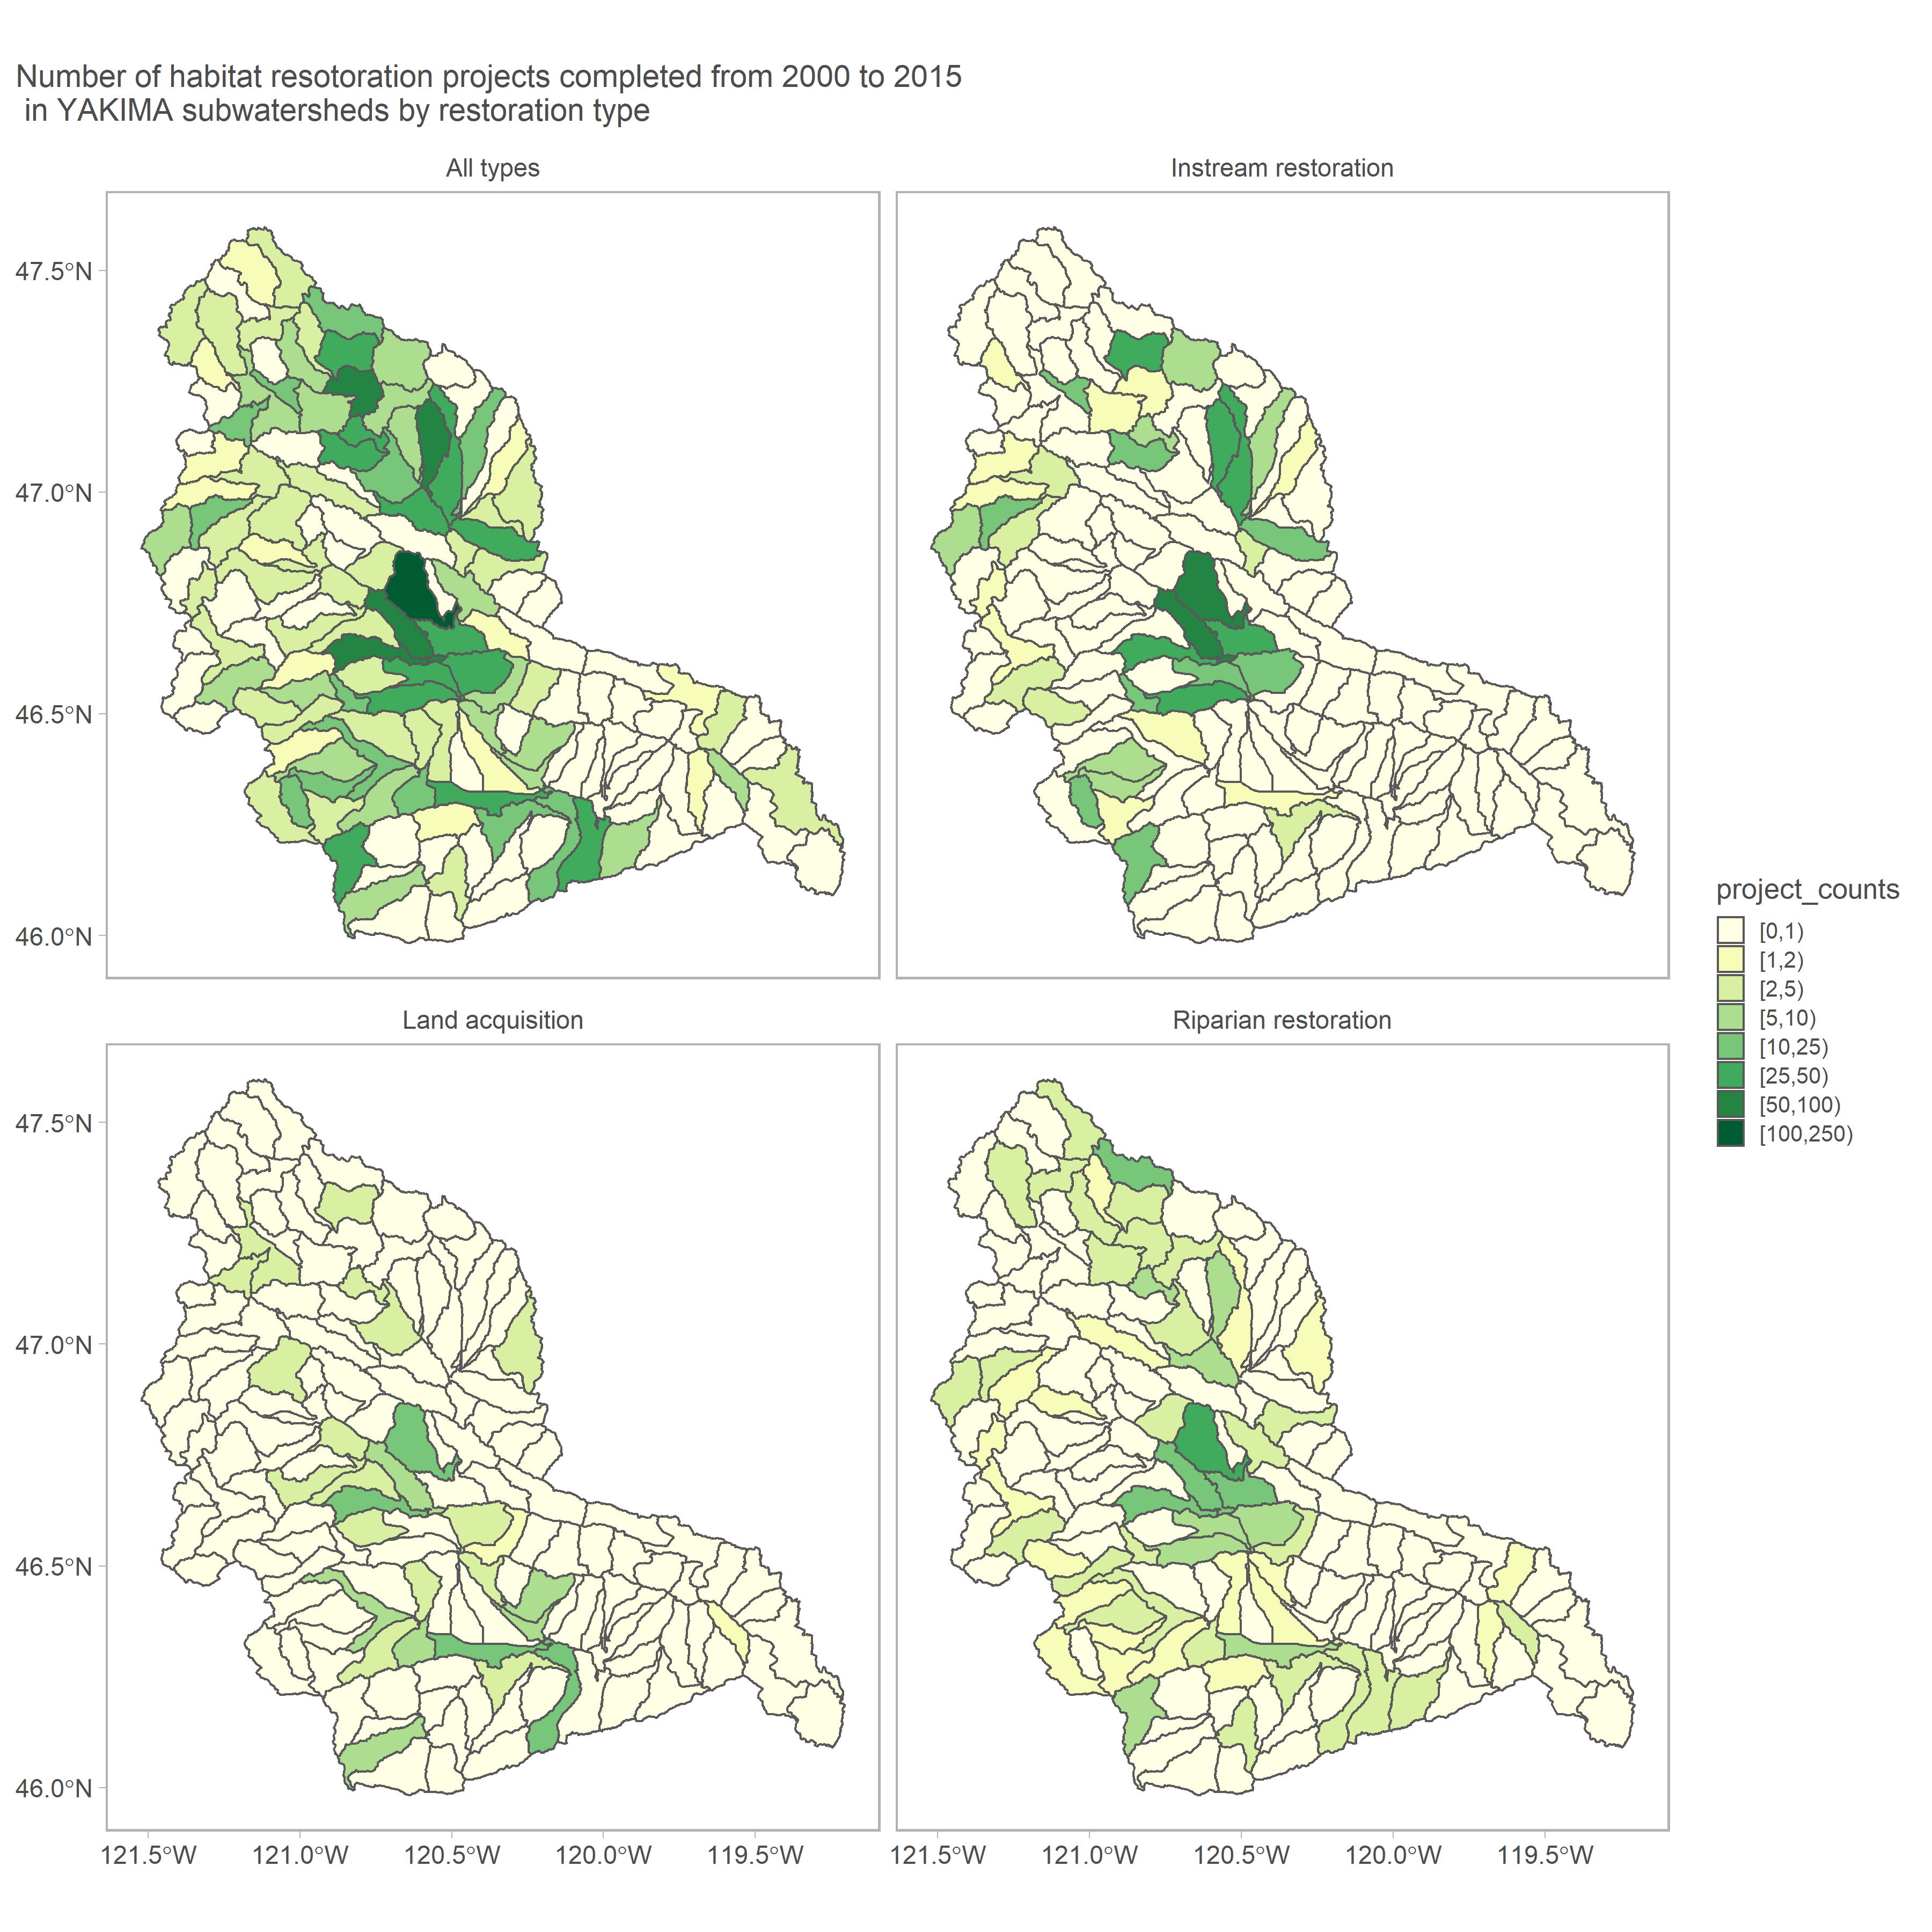 Number of habitat resotoration projects completed from 2000 to 2015
in YAKIMA subwatersheds by restoration type
All types
Instream restoration
47.5°N
47.0°N
46.5°N
46.0°N
Land acquisition
Riparian restoration
47.5°N
47.0°N
46.5°N
46.0°N
121.5°W 121.0°W 120.5°W 120.0°W 119.5°W
121.5°W 121.0°W 120.5°W 120.0°W 119.5°W
project_counts
[0,1)
[1,2)
[2,5)
[5,10)
[10,25)
[25,50)
[50,100)
[100,250)